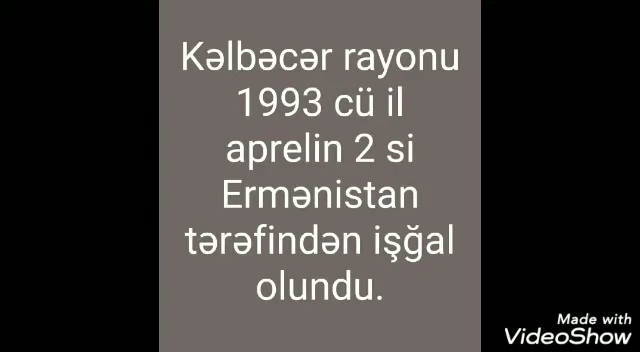 Kəlbəcər rayonu
1993 cü il
aprelin 2 si
Ermənistan
tərəfindən işğal
olundu.
Made with
VideoShow